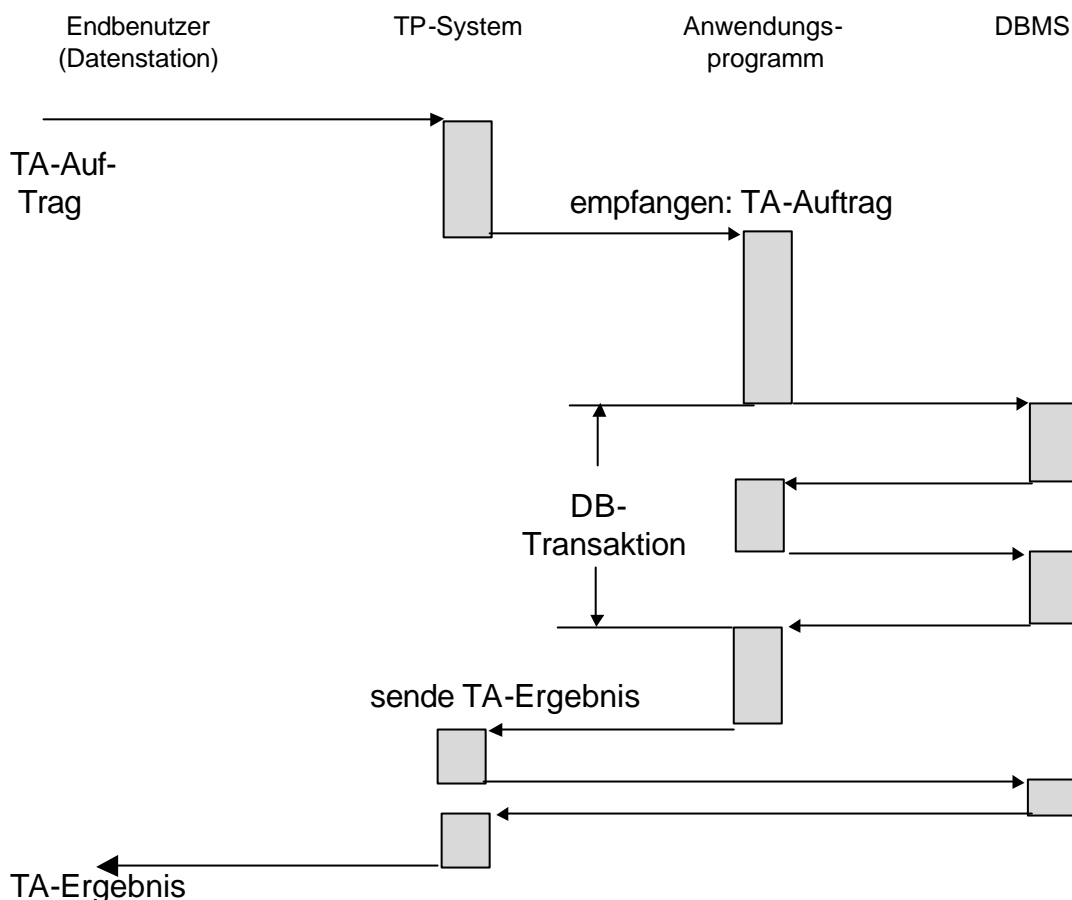 Endbenutzer
(Datenstation)
TP-System
Anwendungs-
programm
DBMS
TA-Auf-
Trag
empfangen: TA-Auftrag
DB-
Transaktion
sende TA-Ergebnis
TA-Ergebnis